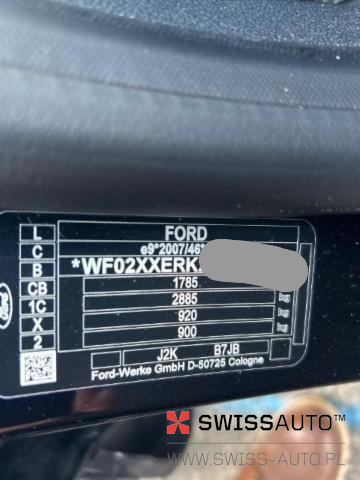 L FORD
C e9*2007/46*
B *WF02XXERK
CB 1785
1C 2885 kg
X 920 kg
2 900
J2K B7JB
Ford-Werke GmbH D-50725 Cologne
Ford
SWISSAUTO™
WWW.SWISS-AUTO.PL